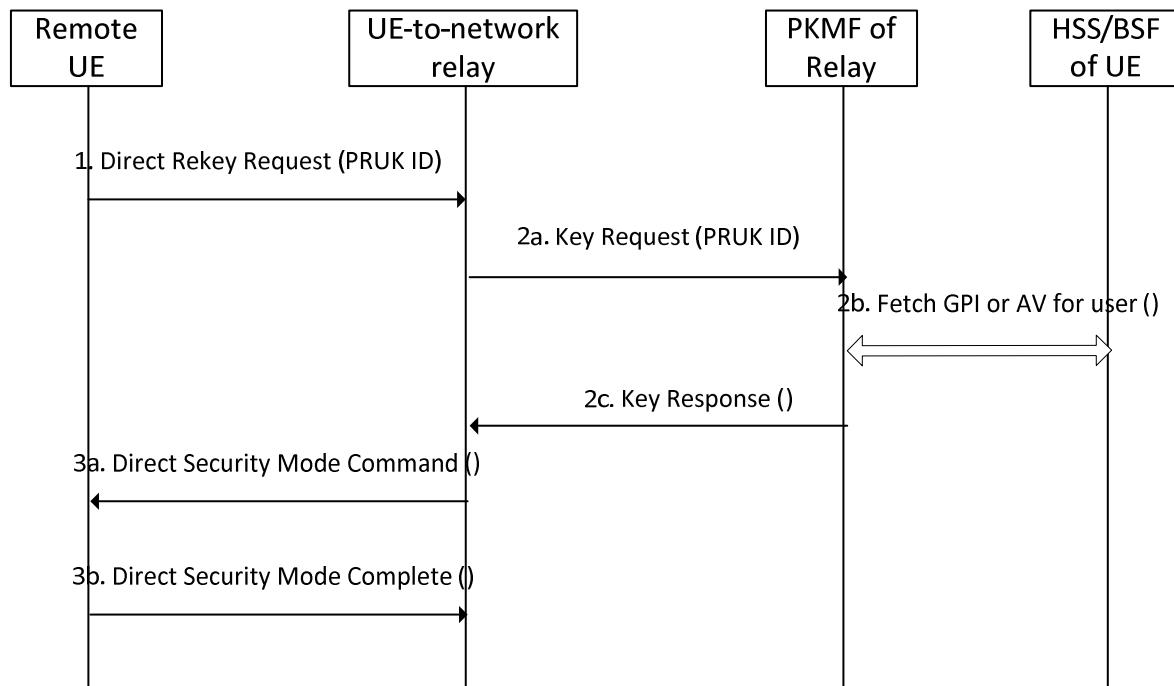 Remote
UE
UE-to-network
relay
PKMF of
Relay
HSS/BSF
of UE
1. Direct Rekey Request (PRUK ID)
2a. Key Request (PRUK ID)
2b. Fetch GPI or AV for user ()
2c. Key Response ()
3a. Direct Security Mode Command ()
3b. Direct Security Mode Complete ()